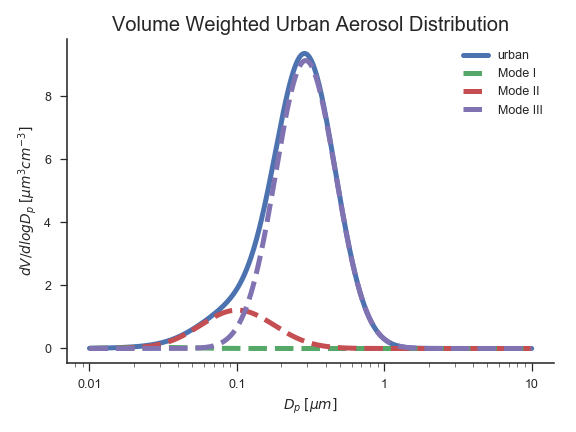 Volume Weighted Urban Aerosol Distribution
urban
Mode I
Mode II
Mode III
dV/dlogD_p [μm³cm⁻³]
8
6
4
2
0
0.01 0.1 1 10
D_p [μm]